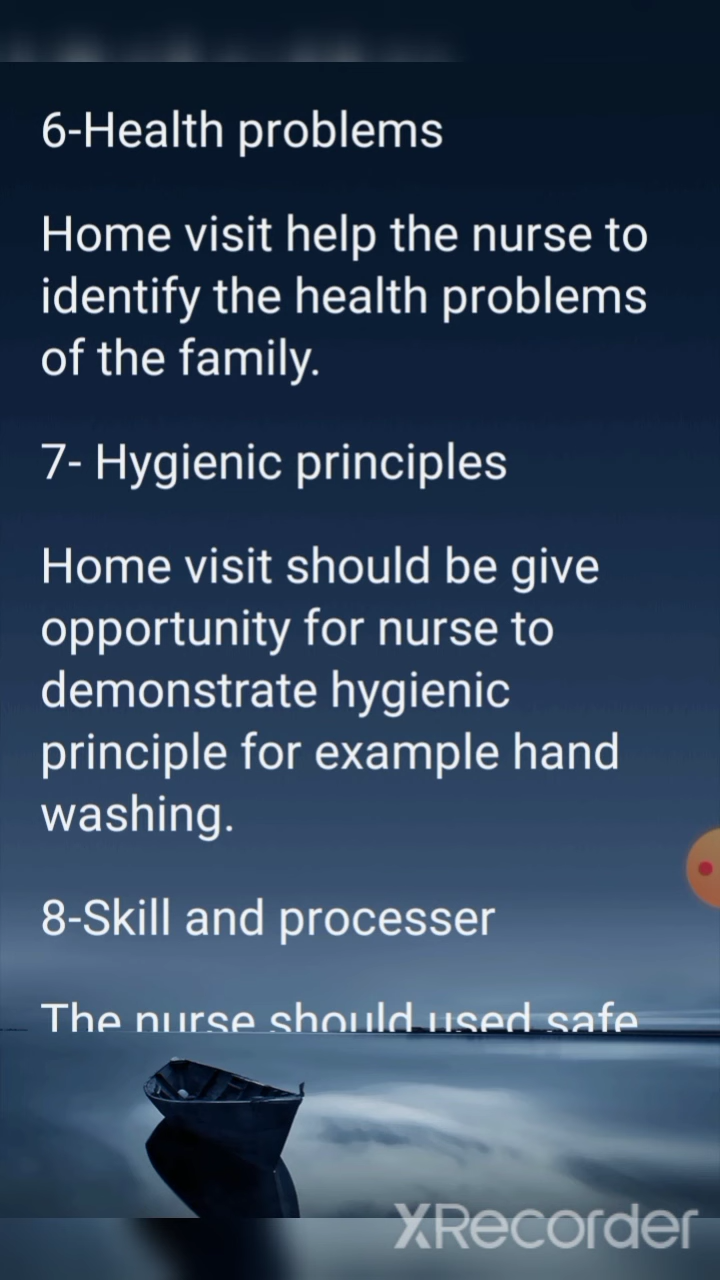 6-Health problems
Home visit help the nurse to
identify the health problems
of the family.
7- Hygienic principles
Home visit should be give
opportunity for nurse to
demonstrate hygienic
principle for example hand
washing.
8-Skill and processer
The nurse should used safe
XRecorder